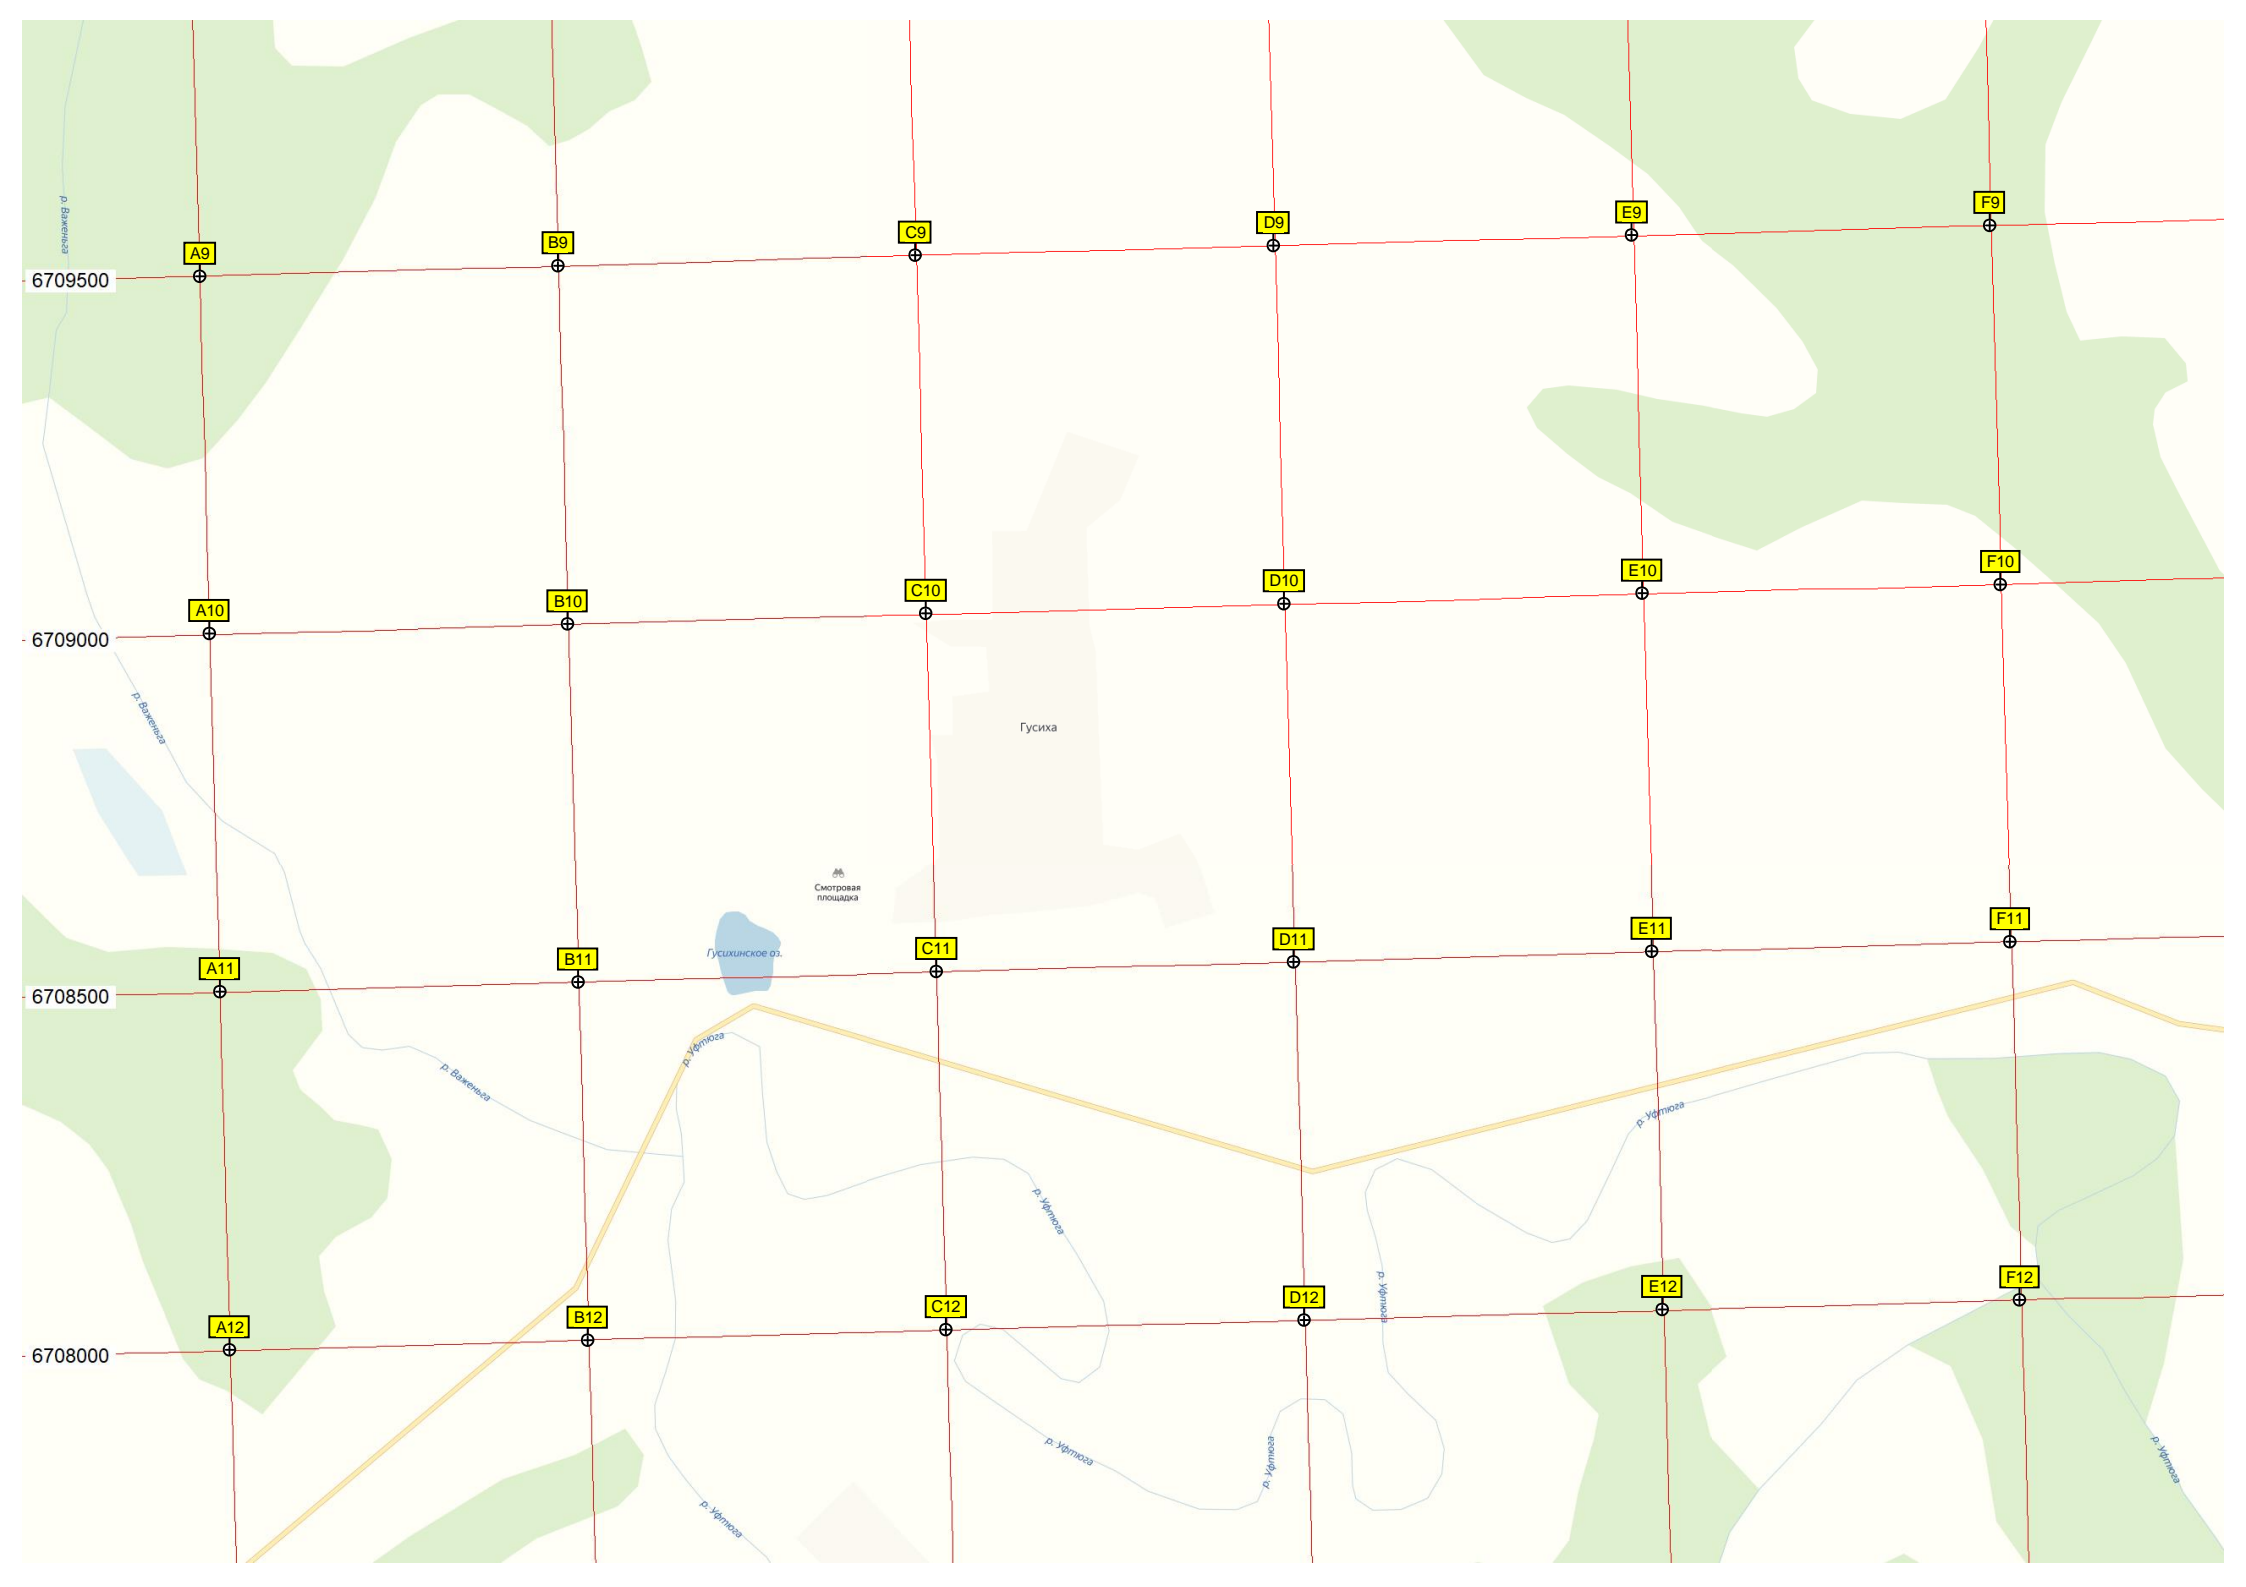 р. Важеньга
A9
B9
C9
D9
E9
F9
6709500
A10
B10
C10
D10
E10
F10
6709000
р. Важеньга
Гусиха
Смотровая
площадка
Гусихинское оз.
A11
B11
C11
D11
E11
F11
6708500
р. Уфтюга
р. Важеньга
р. Уфтюга
р. Уфтюга
р. Уфтюга
A12
B12
C12
D12
E12
F12
6708000
р. Уфтюга
р. Уфтюга
р. Уфтюга
р. Уфтюга